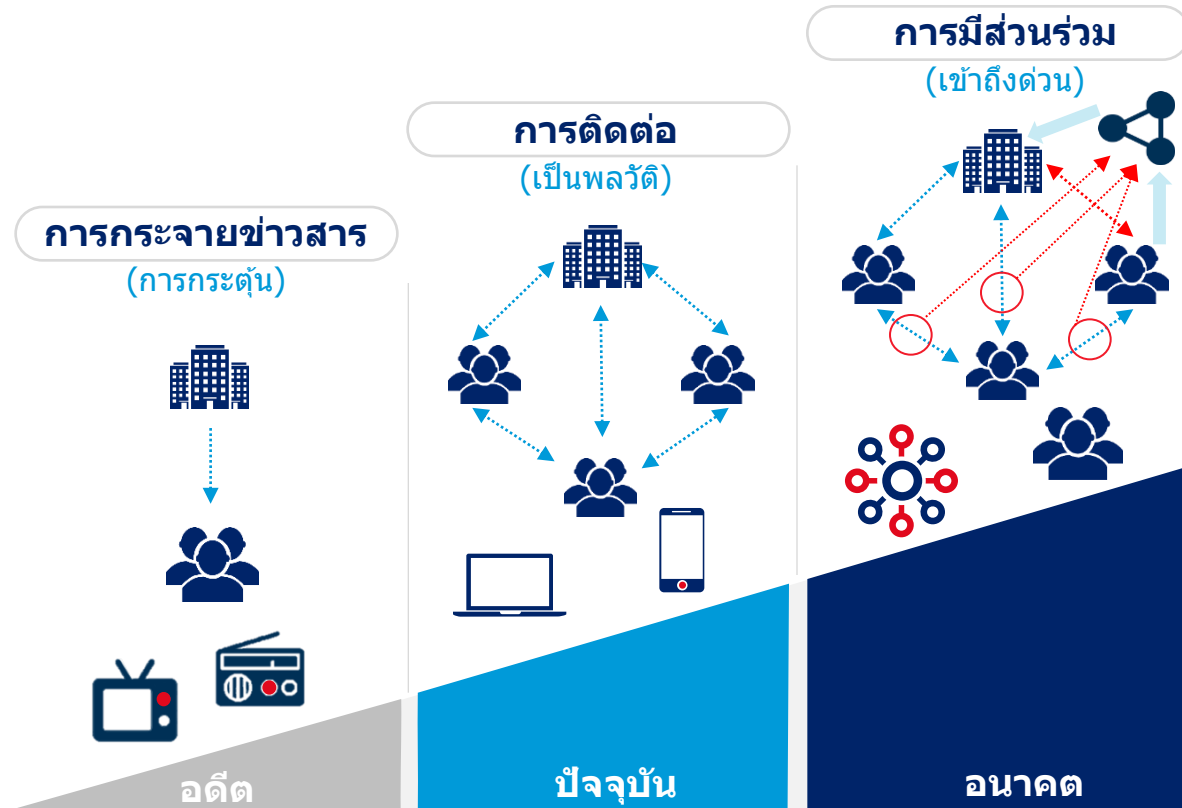 การมีส่วนร่วม
(เข้าถึงด่วน)
การติดต่อ
(เป็นพลวัติ)
การกระจายข่าวสาร
(การกระตุ้น)
อดีต
ปัจจุบัน
อนาคต